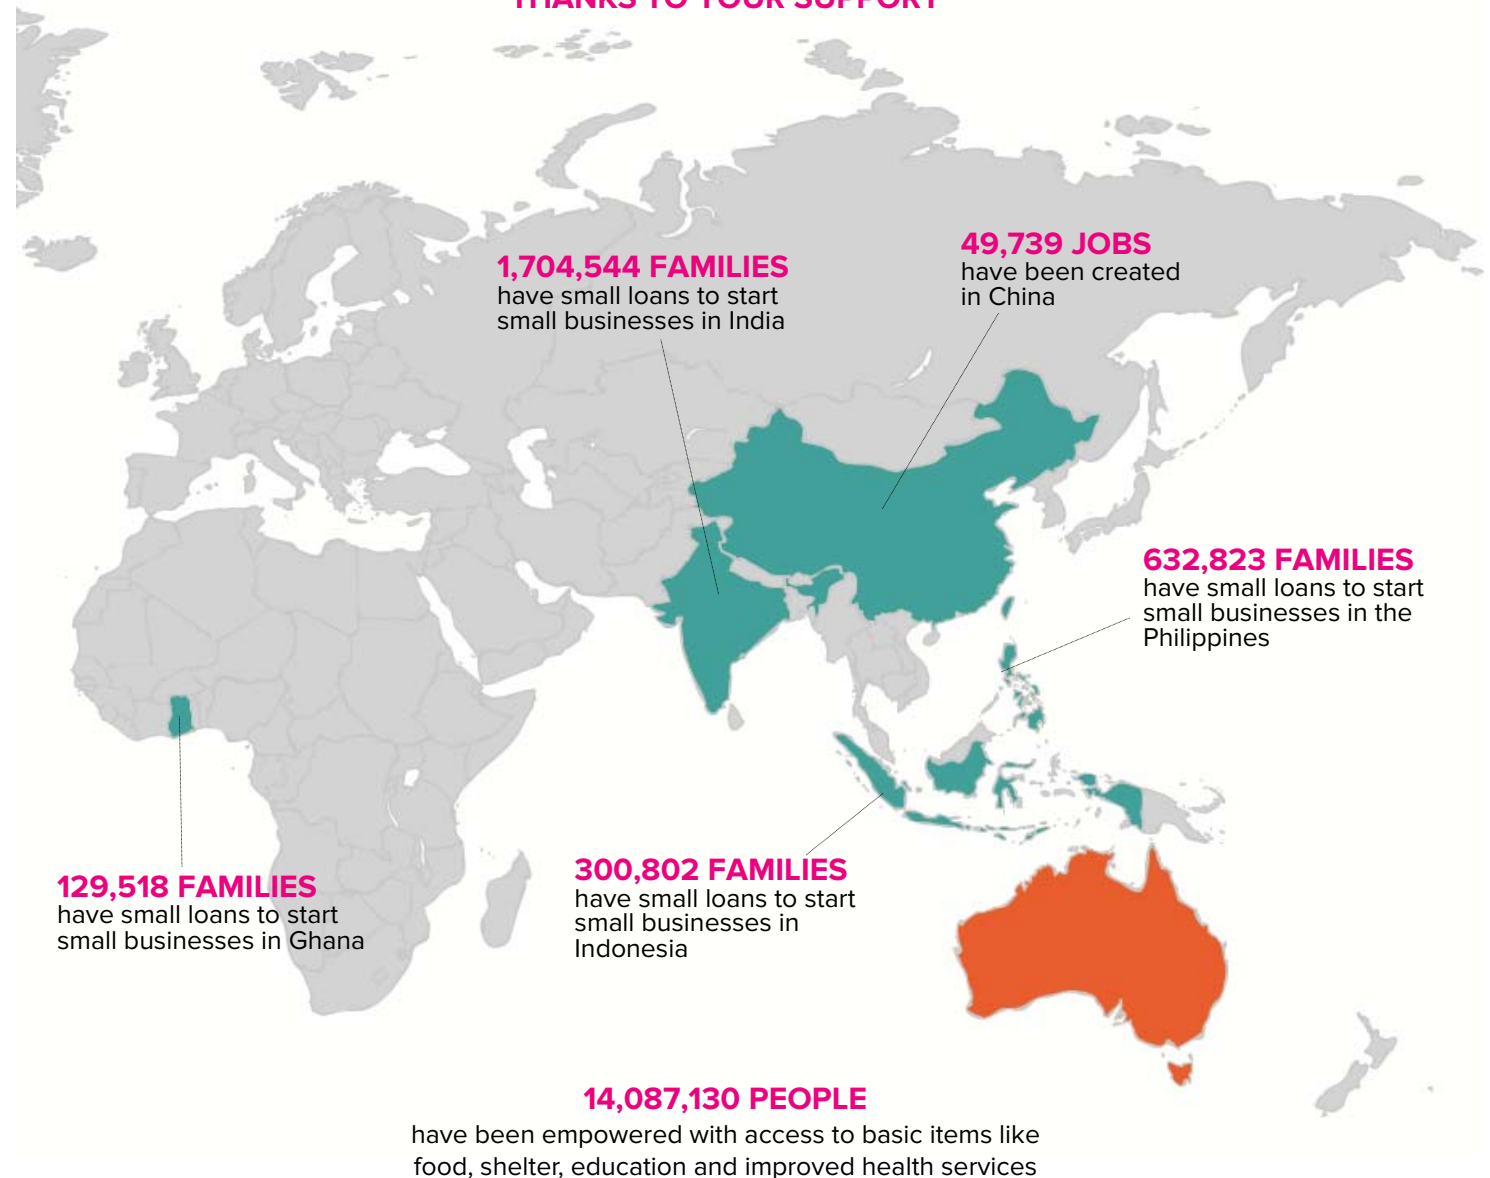 THANKS TO YOUR SUPPORT
1,704,544 FAMILIES
have small loans to start
small businesses in India
49,739 JOBS
have been created
in China
632,823 FAMILIES
have small loans to start
small businesses in the
Philippines
129,518 FAMILIES
have small loans to start
small businesses in Ghana
300,802 FAMILIES
have small loans to start
small businesses in
Indonesia
14,087,130 PEOPLE
have been empowered with access to basic items like
food, shelter, education and improved health services